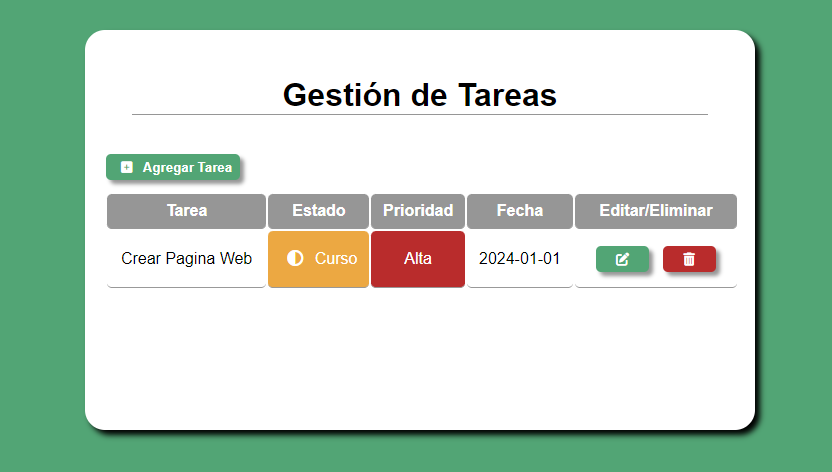 Gestión de Tareas
Agregar Tarea
Tarea Estado Prioridad Fecha Editar/Eliminar
Crear Pagina Web Curso Alta 2024-01-01